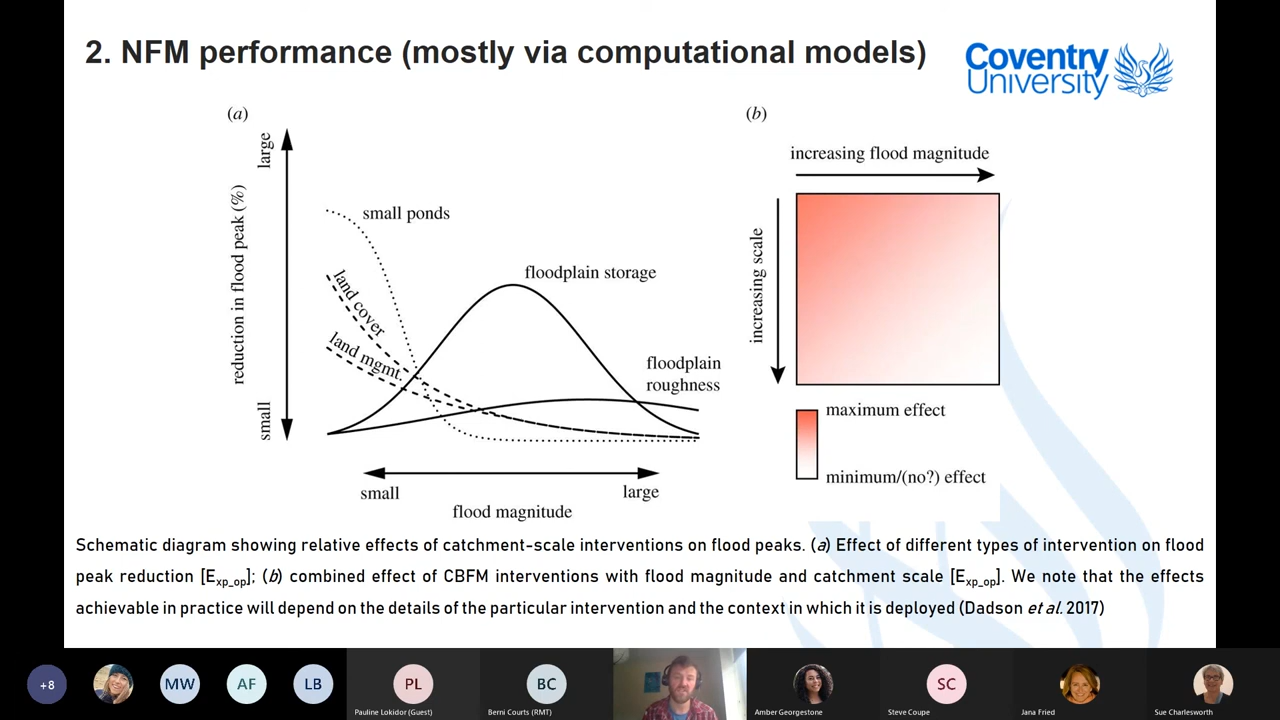 2. NFM performance (mostly via computational models)
Coventry
University
(a)
large
reduction in flood peak (%)
small
small ponds
land cover
land mgmt.
floodplain storage
floodplain
roughness
small
large
flood magnitude
(b)
increasing flood magnitude
increasing scale
maximum effect
minimum/(no?) effect
Schematic diagram showing relative effects of catchment-scale interventions on flood peaks. (a) Effect of different types of intervention on flood
peak reduction [Exp_op]; (b) combined effect of CBFM interventions with flood magnitude and catchment scale [Exp_op]. We note that the effects
achievable in practice will depend on the details of the particular intervention and the context in which it is deployed (Dadson et al. 2017)
+8
MW
AF
LB
PL
Pauline Lokidor (Guest)
BC
Berni Courts (RMT)
Amber Georgestone
SC
Steve Coupe
Jana Fried
Sue Charlesworth